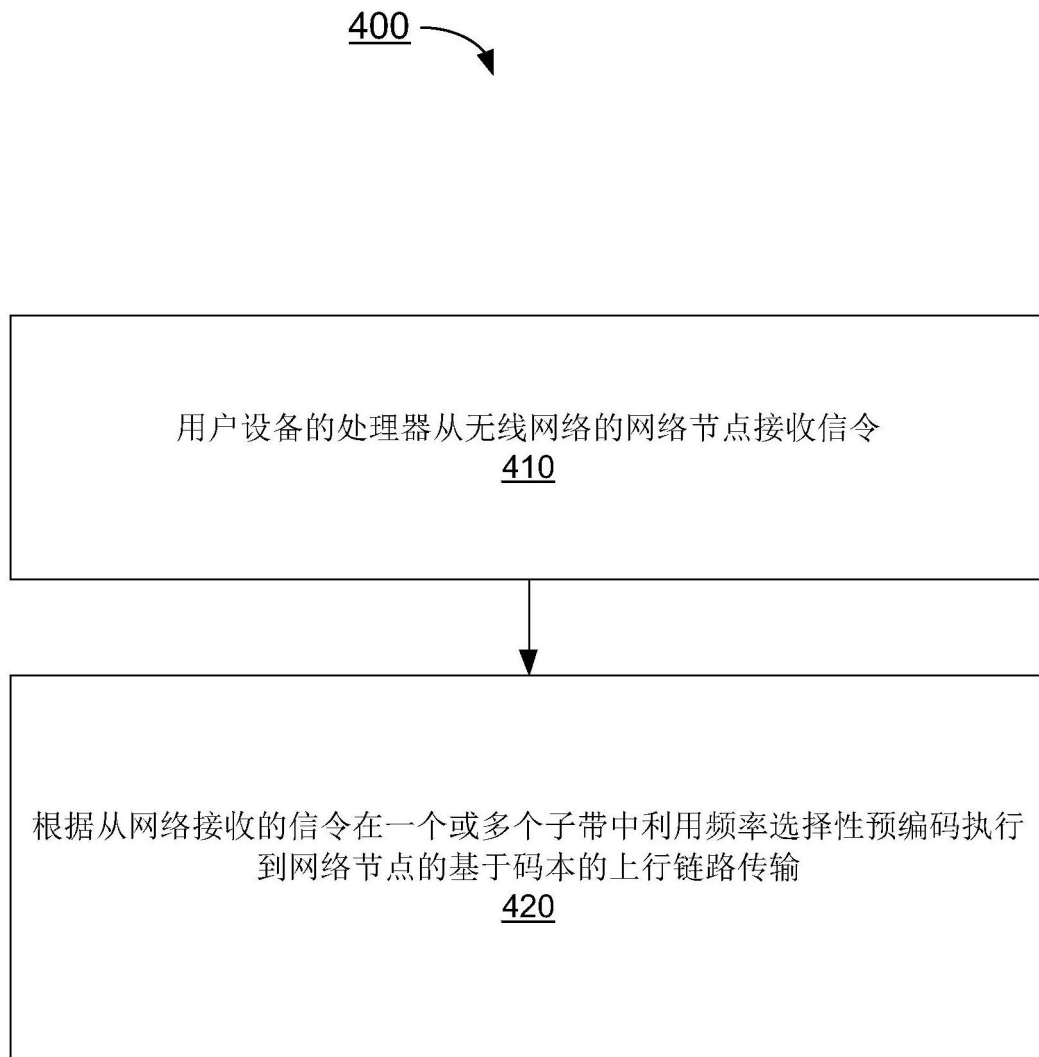 400
用户设备的处理器从无线网络的网络节点接收信令
410
根据从网络接收的信令在一个或多个子带中利用频率选择性预编码执行
到网络节点的基于码本的上行链路传输
420